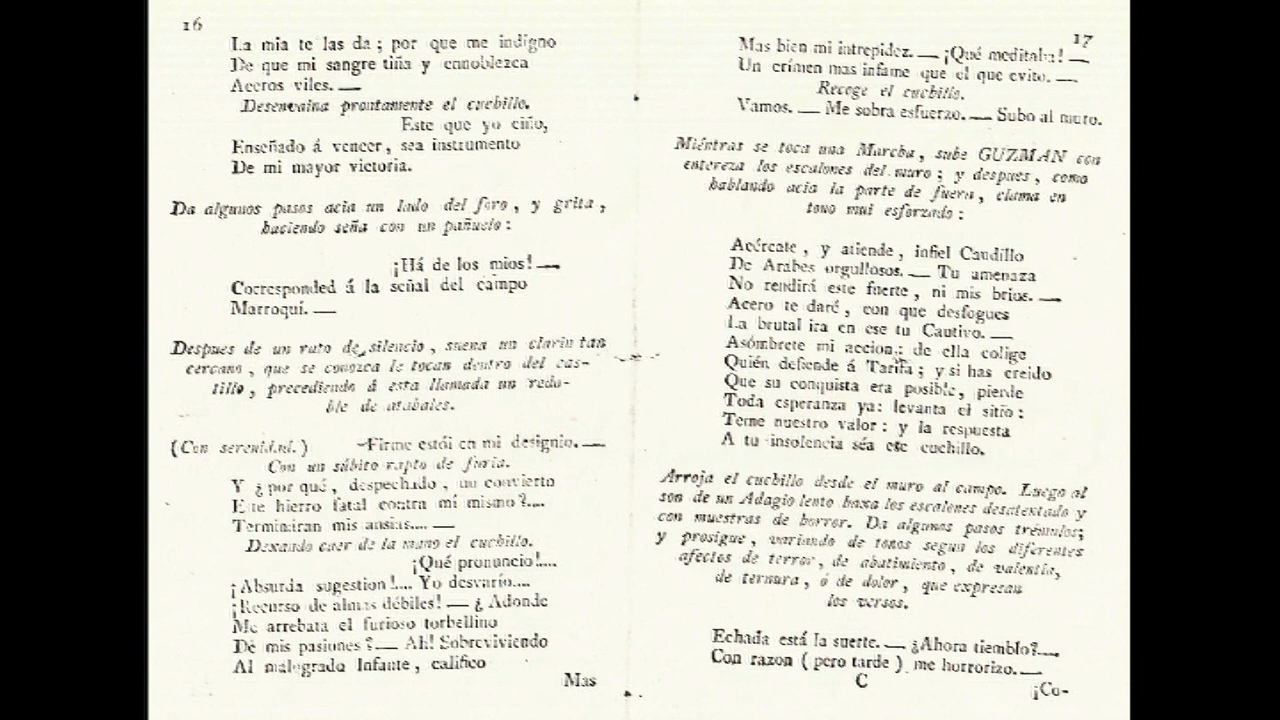 16
La mia te las da ; por que me indigno
De que mi sangre tiña y ennoblezca
Aceros viles. —
Desenvaina prontamente el cuchillo.
Este que yo ciño,
Enseñado á vencer, sea instrumento
De mi mayor victoria.
Da algunos pasos acia un lado del foro, y grita,
haciendo seña con un pañuelo :
¡Há de los mios! —
Corresponded á la señal del campo
Marroquí. —
Despues de un rato de silencio, suena un clarin tan
cercano, que se conozca le tocan dentro del cas-
tillo, precediendo á esta llamada un redo-
ble de atabales.
(Con serenidad.) Firme estói en mi designio. —
Con un súbito rapto de furia.
Y ¿por qué, despechado, no convierto
Este hierro fatal contra mí mismo?....
Terminaran mis ansias.... —
Dexando caer de la mano el cuchillo.
¡Qué pronuncio!....
¡Absurda sugestion!.... Yo desvarío....
¡Recurso de almas débiles! — ¿Adonde
Me arrebata el furioso torbellino
De mis pasiones? — Ah! Sobreviviendo
Al malogrado Infante, califico
Mas
17
Mas bien mi intrepidez. — ¡Qué meditaba! —
Un crímen mas infame que el que evito. —
Recoge el cuchillo.
Vamos. — Me sobra esfuerzo. — Subo al muro.
Miéntras se toca una Marcha, sube GUZMAN con
entereza los escalones del muro ; y despues, como
hablando acia la parte de fuera, clama en
tono mui esforzado :
Acércate, y atiende, infiel Caudillo
De Arabes orgullosos. — Tu amenaza
No rendirá este fuerte, ni mis brios. —
Acero te daré, con que desfogues
La brutal ira en ese tu Cautivo. —
Asómbrete mi accion : de ella colige
Quién defiende á Tarifa ; y si has creido
Que su conquista era posible, pierde
Toda esperanza ya : levanta el sitio :
Teme nuestro valor : y la respuesta
A tu insolencia séa ese cuchillo.
Arroja el cuchillo desde el muro al campo. Luego al
son de un Adagio lento baxa los escalones desatentado y
con muestras de horror. Da algunos pasos trémulos ;
y prosigue, variando de tonos segun los diferentes
afectos de terror, de abatimiento, de valentía,
de ternura, ó de dolor, que expresan
los versos.
Echada está la suerte. — ¿Ahora tiemblo?....
Con razon ( pero tarde ) me horrorizo. —
C
¡Co-